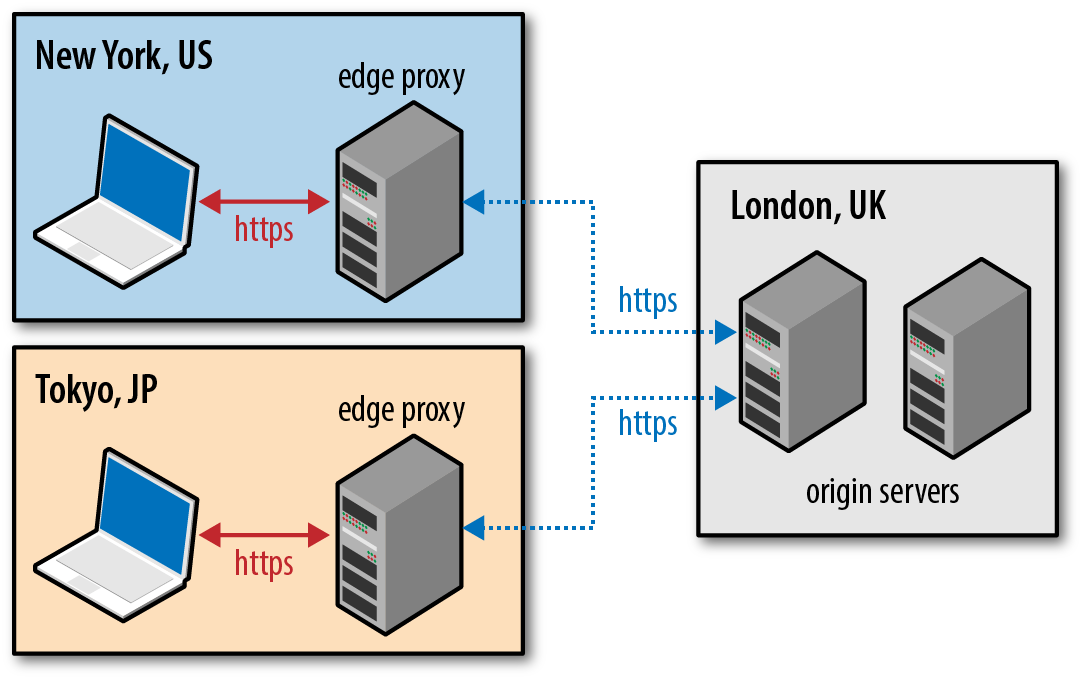 New York, US
edge proxy
https
https
London, UK
Tokyo, JP
edge proxy
https
https
origin servers